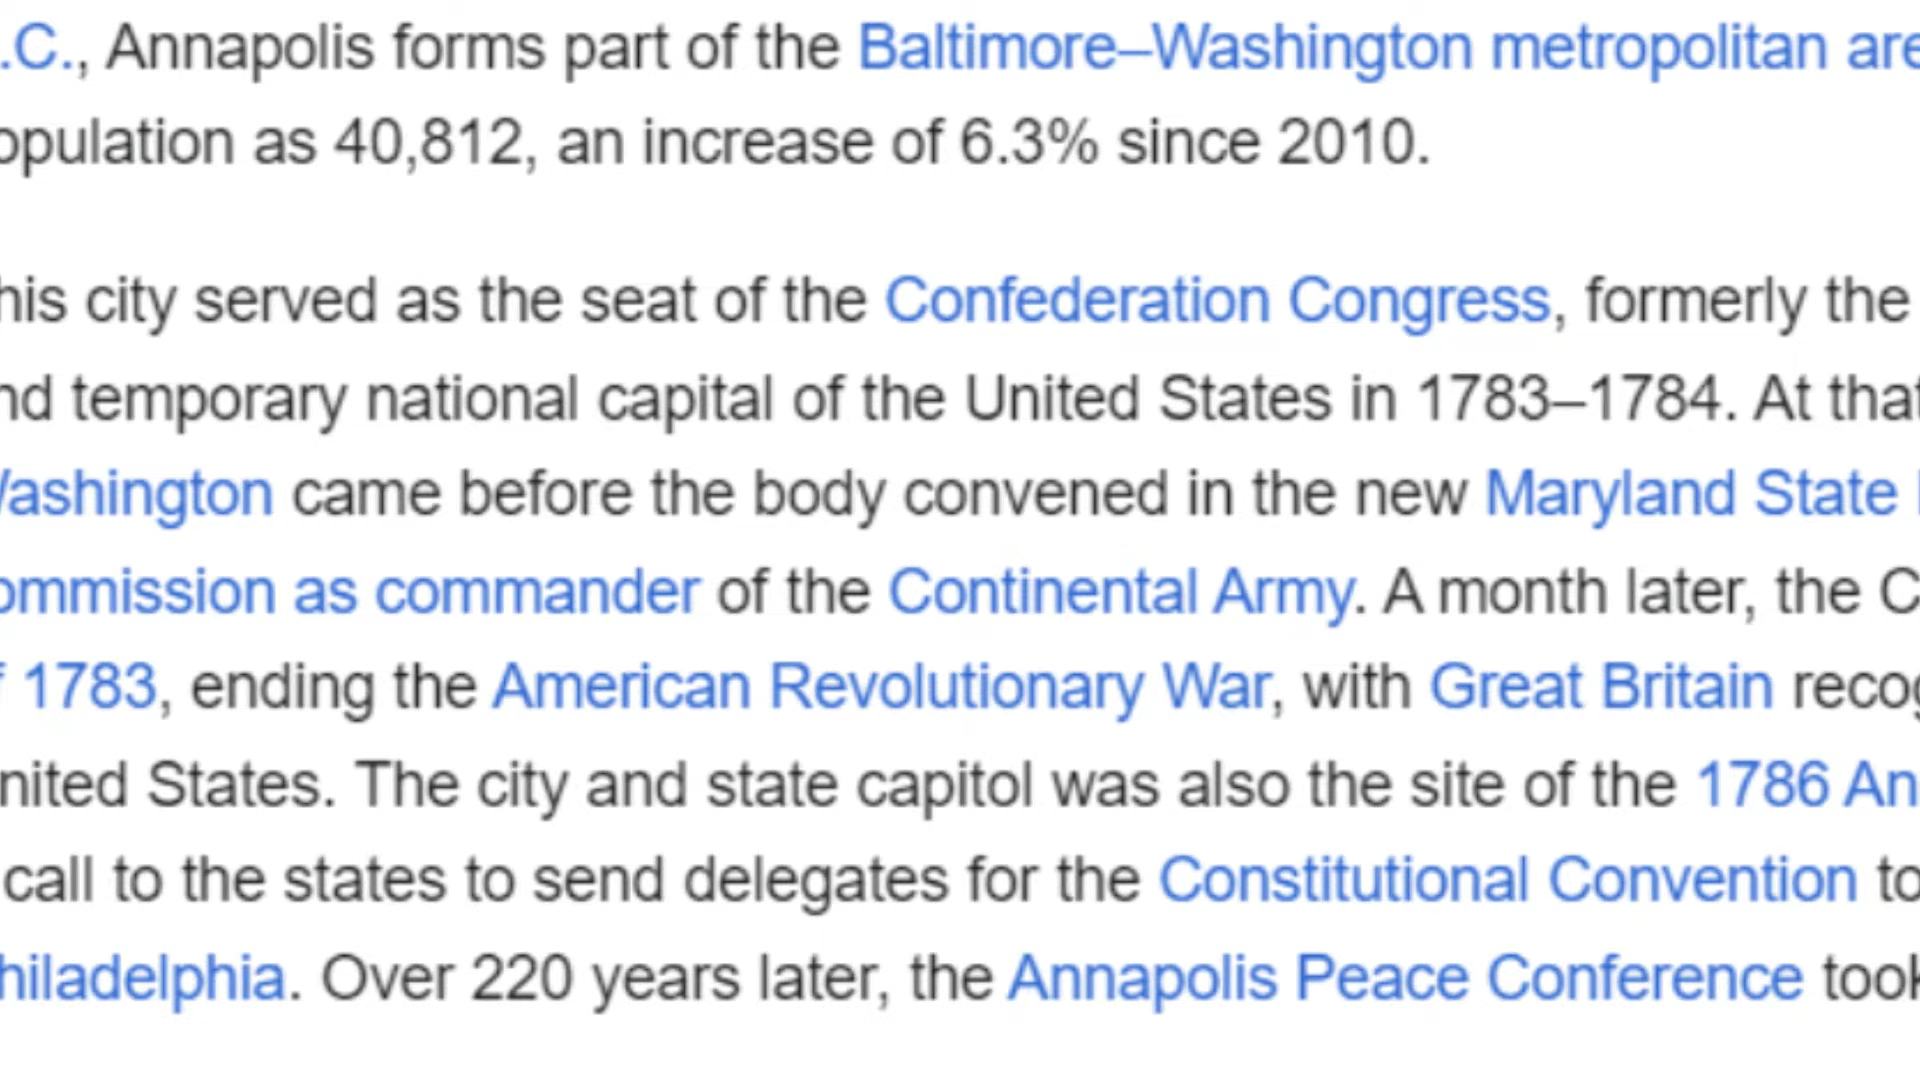 .C., Annapolis forms part of the Baltimore–Washington metropolitan are
opulation as 40,812, an increase of 6.3% since 2010.
his city served as the seat of the Confederation Congress, formerly the
nd temporary national capital of the United States in 1783–1784. At that
Washington came before the body convened in the new Maryland State
ommission as commander of the Continental Army. A month later, the C
f 1783, ending the American Revolutionary War, with Great Britain recog
nited States. The city and state capitol was also the site of the 1786 An
call to the states to send delegates for the Constitutional Convention to
hiladelphia. Over 220 years later, the Annapolis Peace Conference took